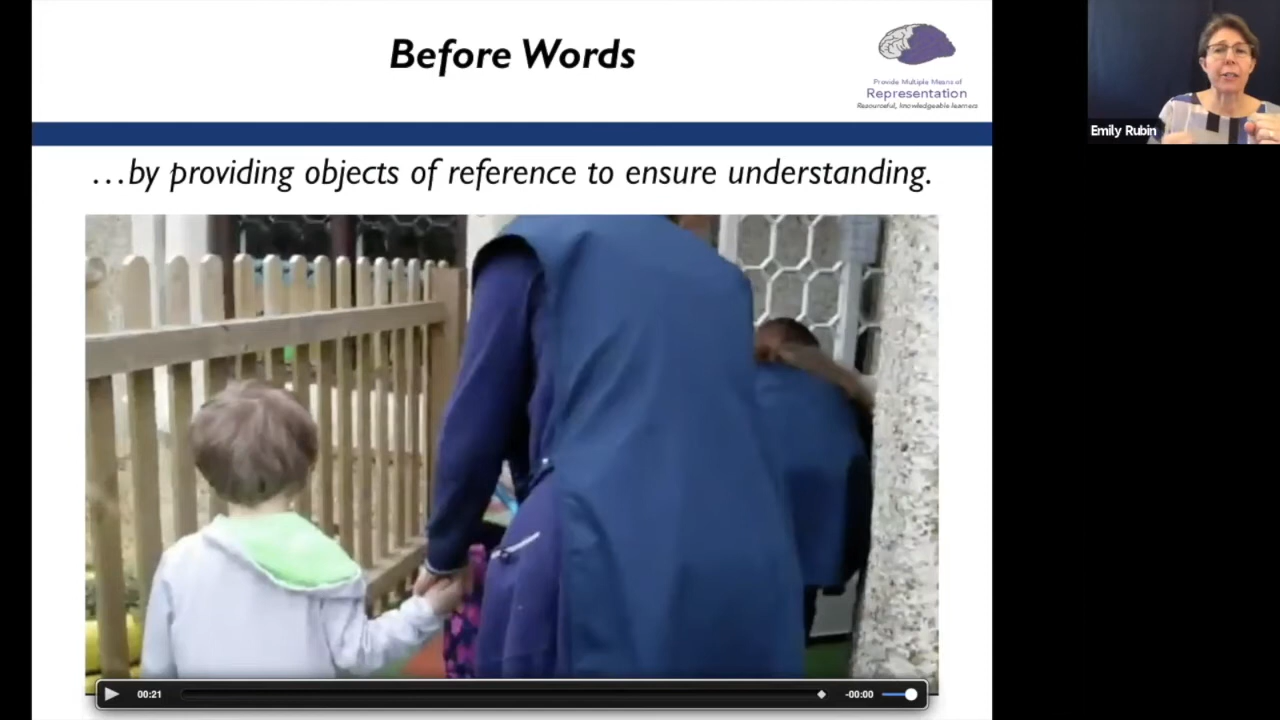 Before Words
Provide Multiple Means of
Representation
Resourceful, knowledgeable learners
Emily Rubin
…by providing objects of reference to ensure understanding.
00:21
-00:00